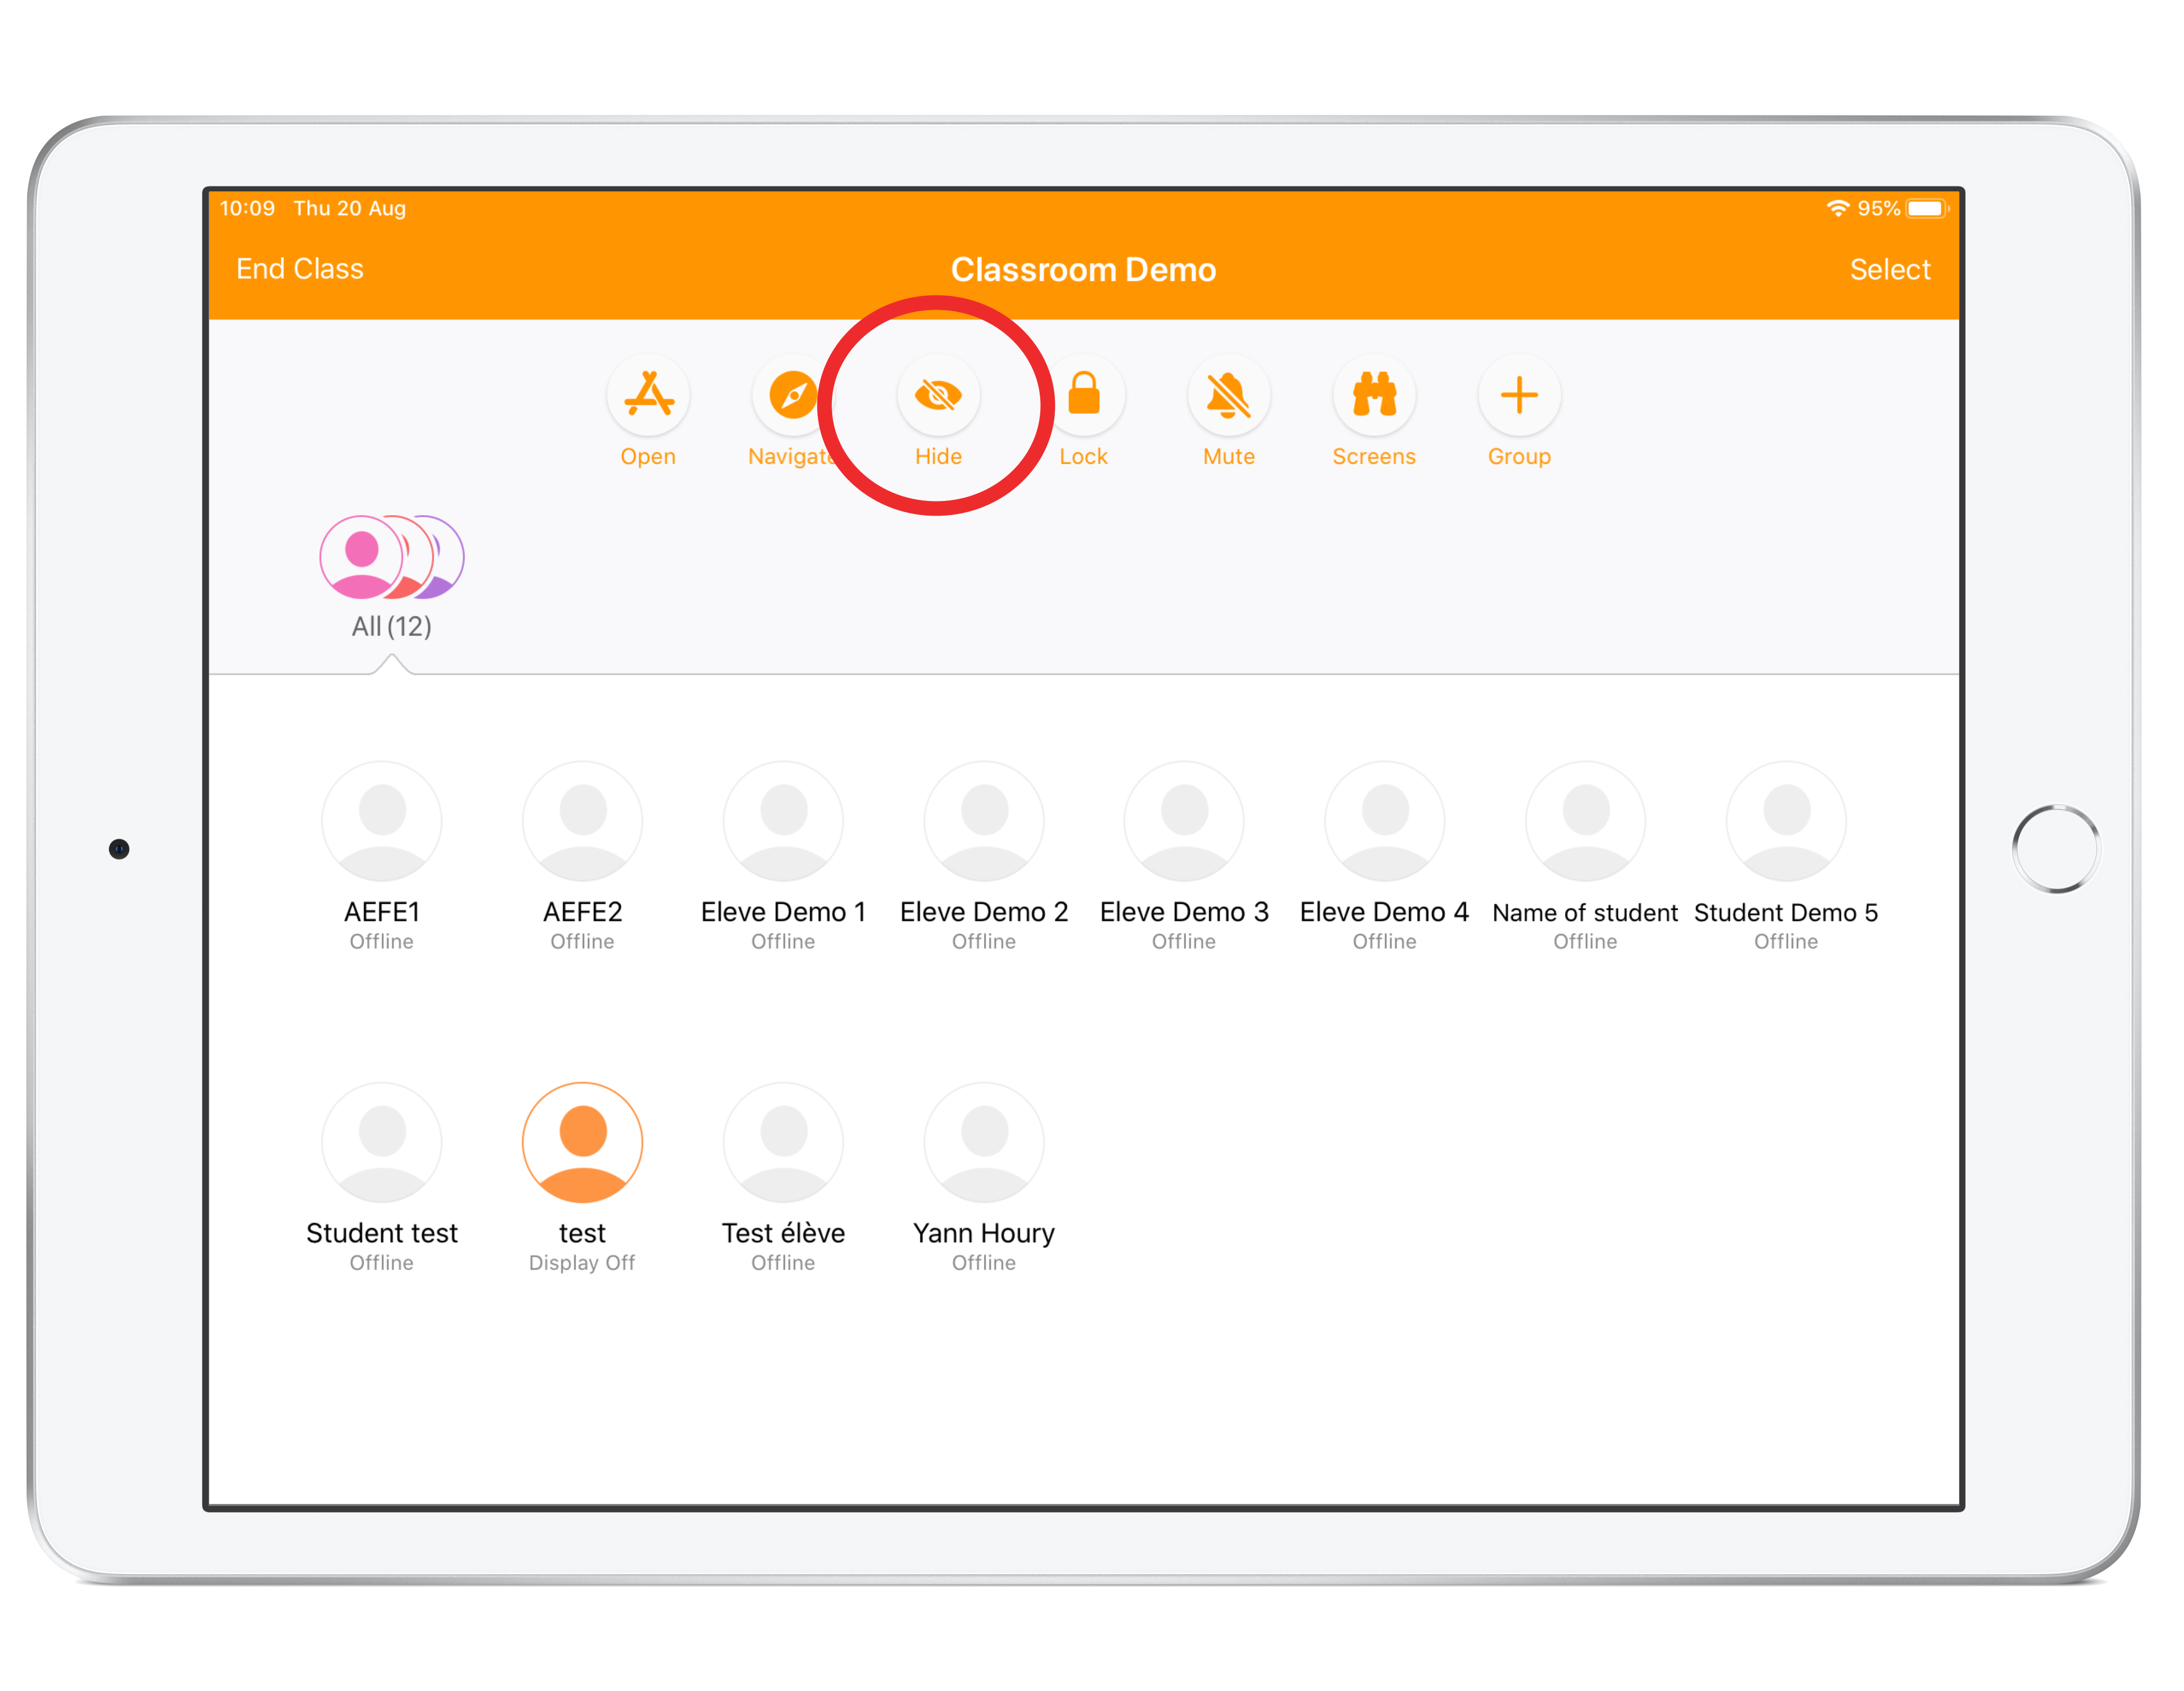 10:09 Thu 20 Aug 95%
End Class Classroom Demo Select
Open Navigate Hide Lock Mute Screens Group
All (12)
AEFE1 AEFE2 Eleve Demo 1 Eleve Demo 2 Eleve Demo 3 Eleve Demo 4 Name of student Student Demo 5
Offline Offline Offline Offline Offline Offline Offline Offline
Student test test Test élève Yann Houry
Offline Display Off Offline Offline